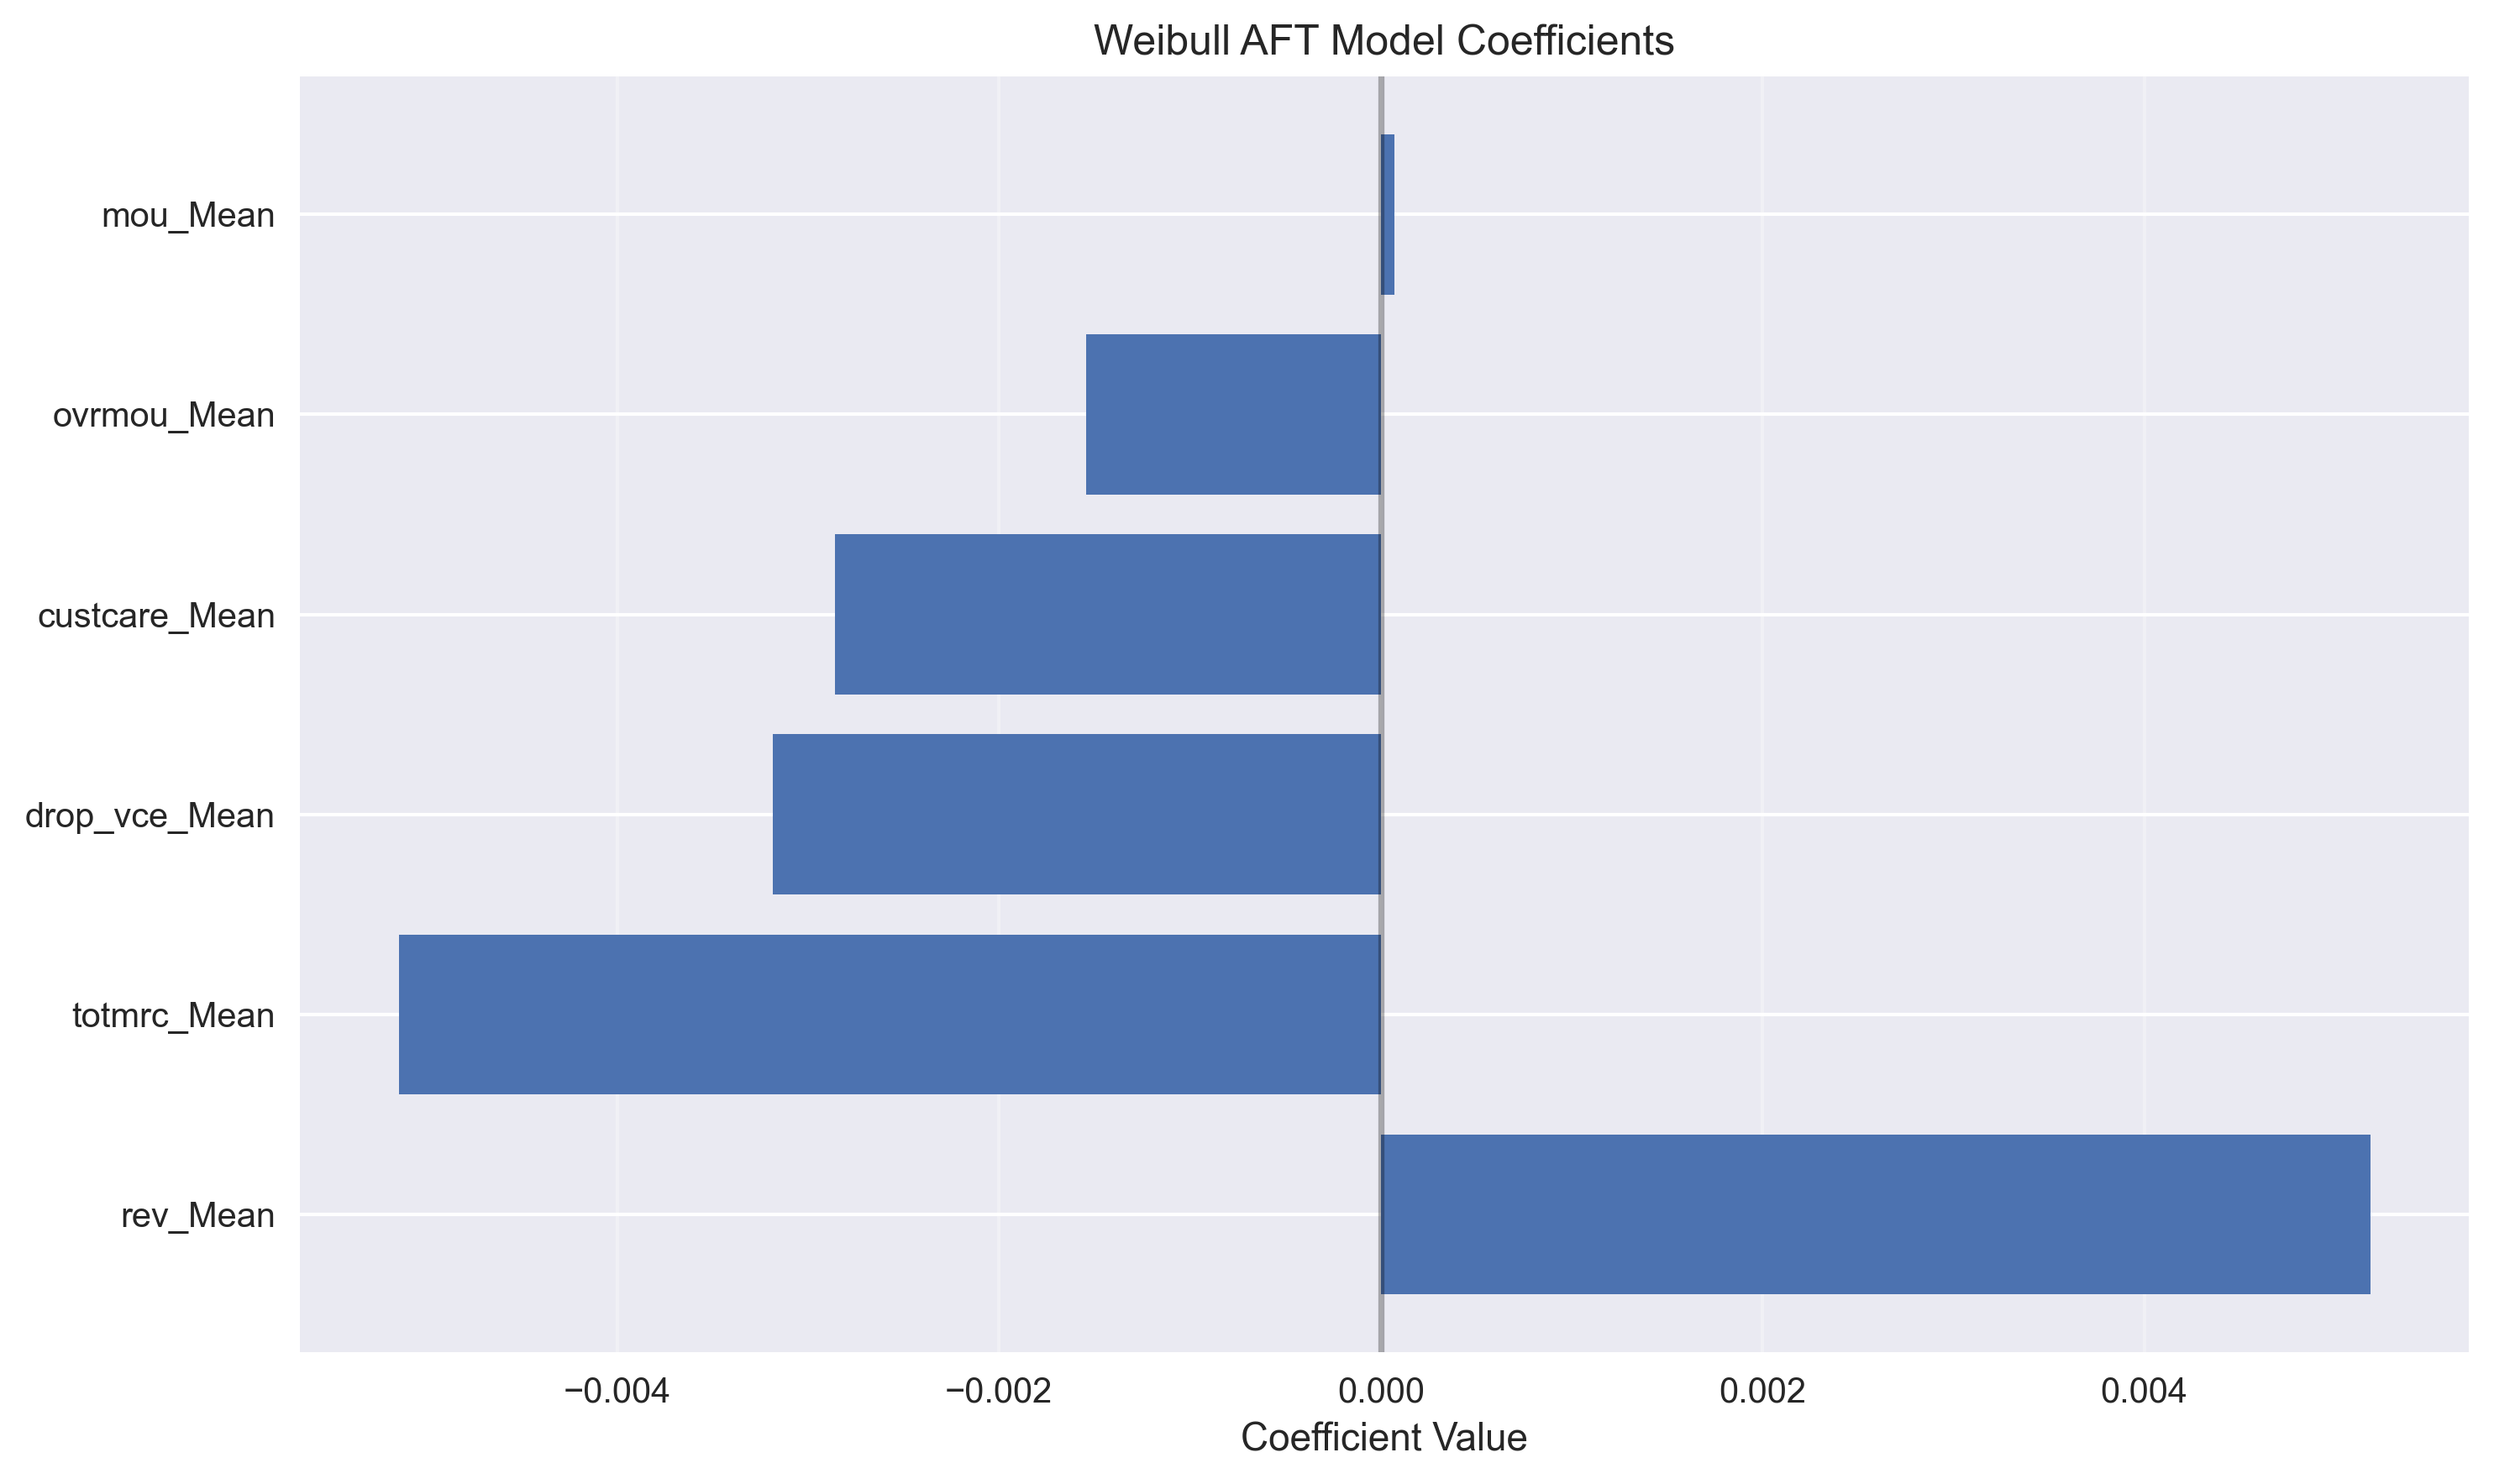 Weibull AFT Model Coefficients
mou_Mean
ovrmou_Mean
custcare_Mean
drop_vce_Mean
totmrc_Mean
rev_Mean
−0.004 −0.002 0.000 0.002 0.004
Coefficient Value